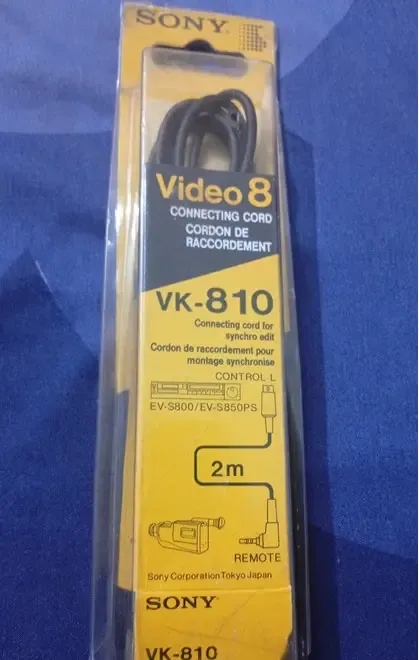 SONY
Video 8
CONNECTING CORD
CORDON DE
RACCORDEMENT
VK-810
Connecting cord for
synchro edit
Cordon de raccordement pour
montage synchronise
CONTROL L
EV-S800/EV-S850PS
2m
REMOTE
Sony Corporation Tokyo Japan
SONY
VK-810